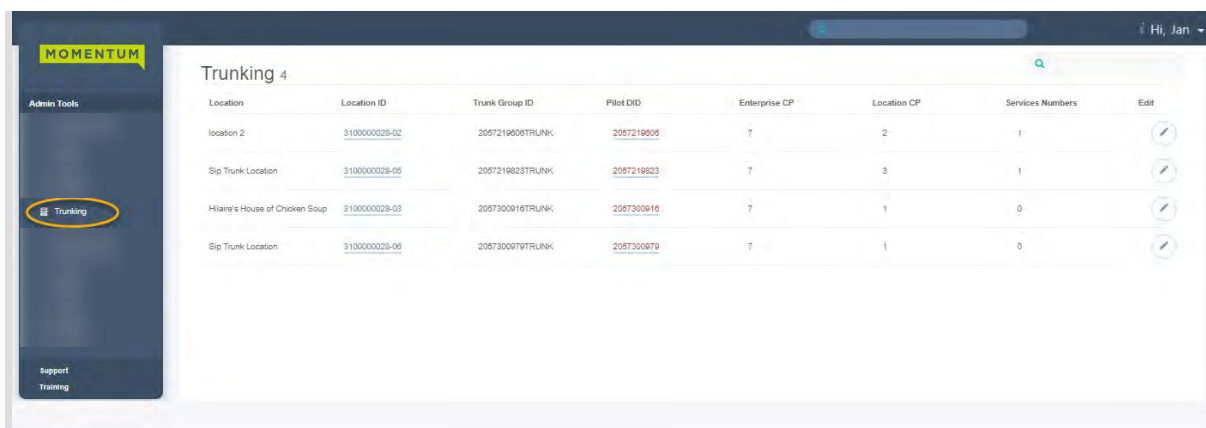 Hi, Jan
MOMENTUM
Trunking 4
Admin Tools
Location Location ID Trunk Group ID Pilot DID Enterprise CP Location CP Services Numbers Edit
location 2 3100000028-02 2057219606TRUNK 2057219606 7 2 1
Sip Trunk Location 3100000028-05 2057219823TRUNK 2057219823 7 3 1
Trunking
Hilaire's House of Chicken Soup 3100000028-03 2057300916TRUNK 2057300916 7 1 0
Sip Trunk Location 3100000028-06 2057300979TRUNK 2057300979 7 1 0
Support
Training